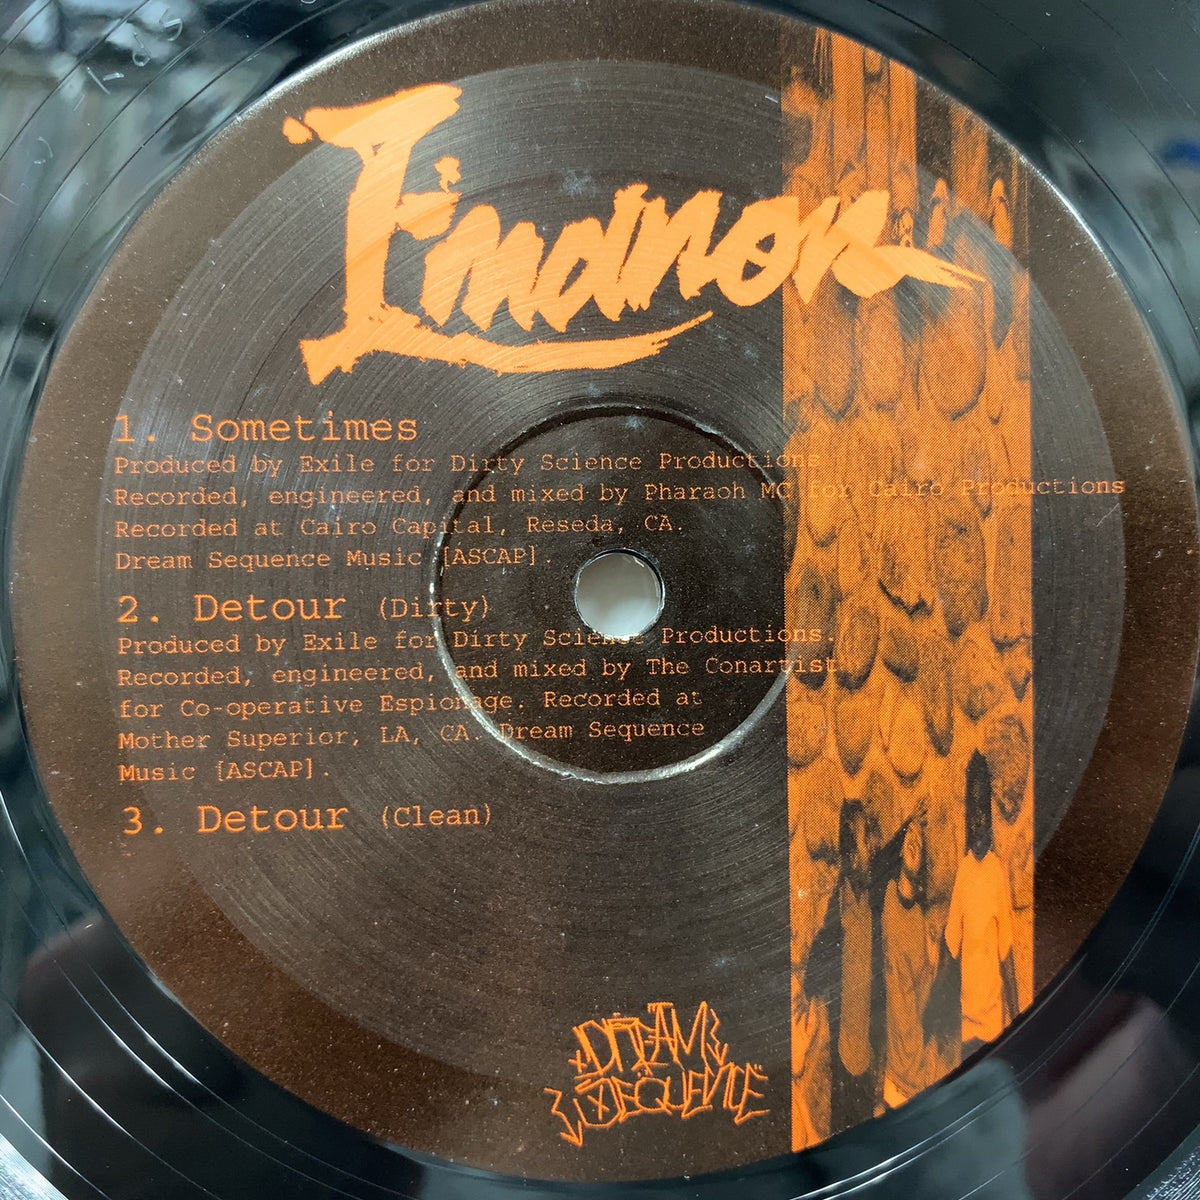 Emanon
1. Sometimes
Produced by Exile for Dirty Science Productions
Recorded, engineered, and mixed by Pharaoh MC for Cairo Productions
Recorded at Cairo Capital, Reseda, CA.
Dream Sequence Music [ASCAP].
2. Detour (Dirty)
Produced by Exile for Dirty Science Productions.
Recorded, engineered, and mixed by The Conartist
for Co-operative Espionage. Recorded at
Mother Superior, LA, CA. Dream Sequence
Music [ASCAP].
3. Detour (Clean)
DREAM
SEQUENCE